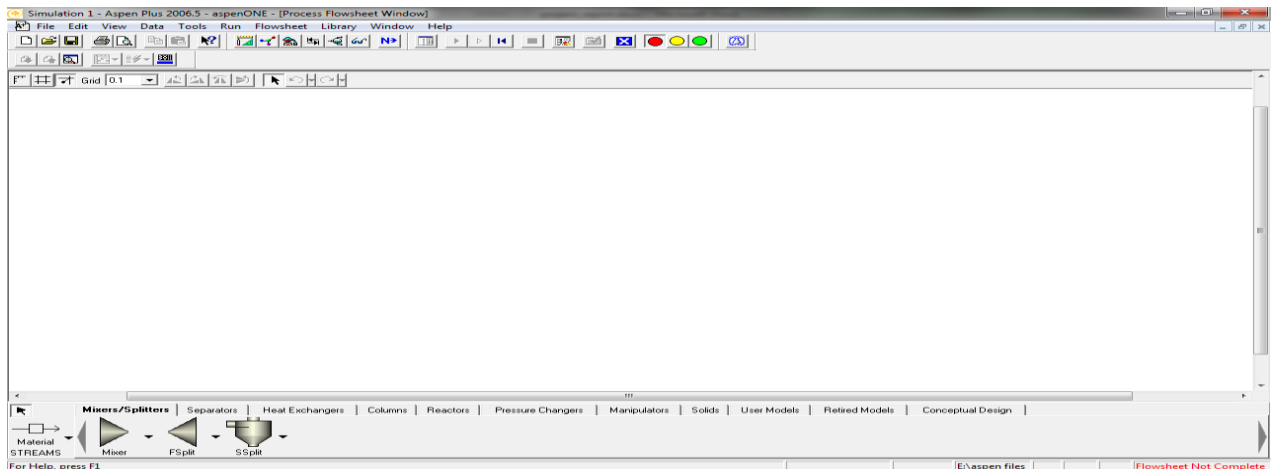 Simulation 1 - Aspen Plus 2006.5 - aspenONE - [Process Flowsheet Window]
File Edit View Data Tools Run Flowsheet Library Window Help
N>
Grid 0.1
Mixers/Splitters Separators Heat Exchangers Columns Reactors Pressure Changers Manipulators Solids User Models Retired Models Conceptual Design
Material
STREAMS Mixer FSplit SSplit
For Help, press F1 E:\aspen files Flowsheet Not Complete